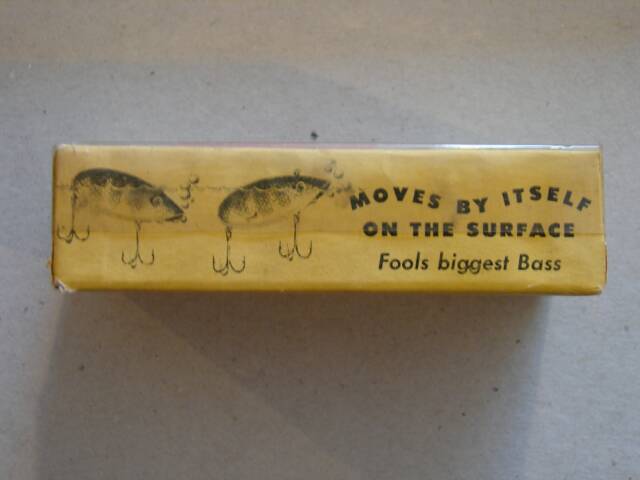 MOVES BY ITSELF
ON THE SURFACE
Fools biggest Bass